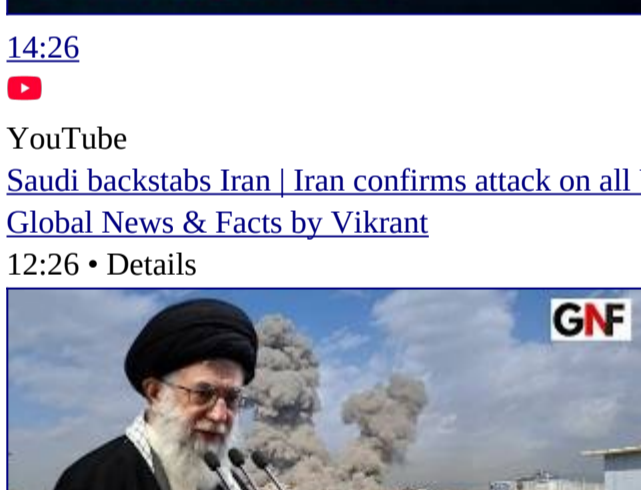 14:26
YouTube
Saudi backstabs Iran | Iran confirms attack on all
Global News & Facts by Vikrant
12:26 • Details
GNF